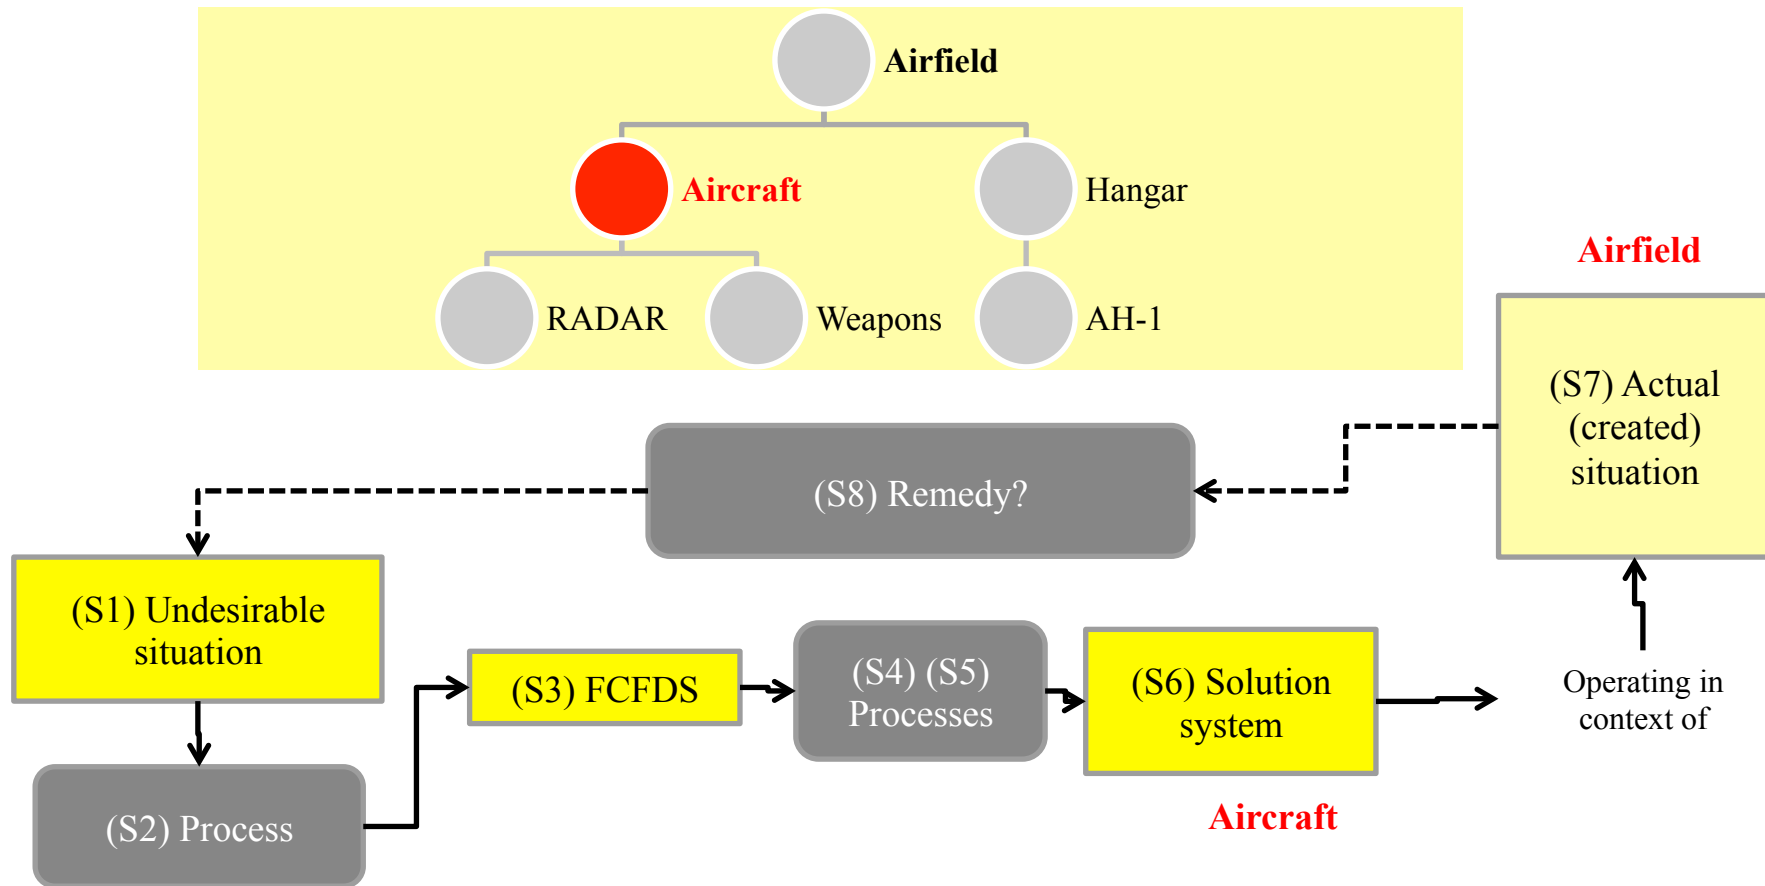 Airfield
Aircraft
Hangar
RADAR
Weapons
AH-1
Airfield
(S7) Actual
(created)
situation
(S8) Remedy?
(S1) Undesirable
situation
(S3) FCFDS
(S4) (S5)
Processes
(S6) Solution
system
Operating in
context of
(S2) Process
Aircraft